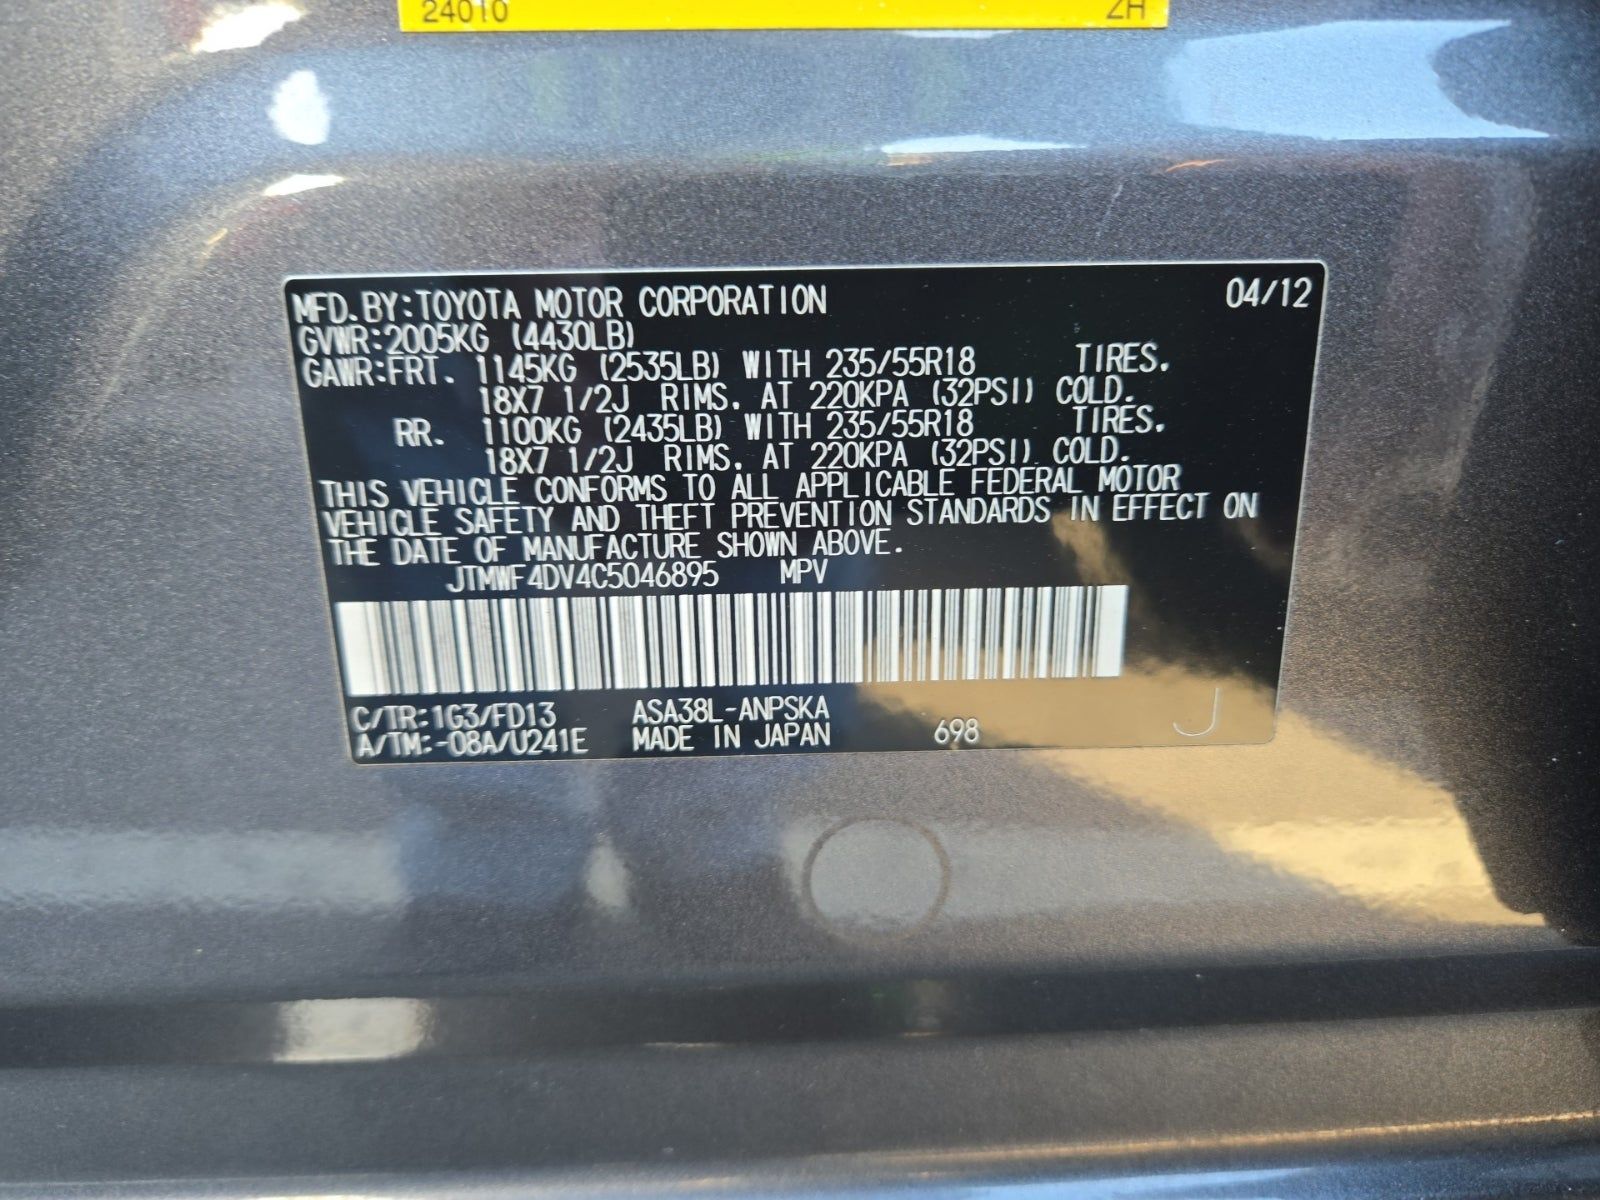 24010 ZH
MFD.BY:TOYOTA MOTOR CORPORATION 04/12
GVWR:2005KG (4430LB)
GAWR:FRT. 1145KG (2535LB) WITH 235/55R18 TIRES.
18X7 1/2J RIMS. AT 220KPA (32PSI) COLD.
RR. 1100KG (2435LB) WITH 235/55R18 TIRES.
18X7 1/2J RIMS. AT 220KPA (32PSI) COLD.
THIS VEHICLE CONFORMS TO ALL APPLICABLE FEDERAL MOTOR
VEHICLE SAFETY AND THEFT PREVENTION STANDARDS IN EFFECT ON
THE DATE OF MANUFACTURE SHOWN ABOVE.
JTMWF4DV4C5046895 MPV
C/TR:1G3/FD13 ASA38L-ANPSKA
A/TM:-08A/U241E MADE IN JAPAN 698 J